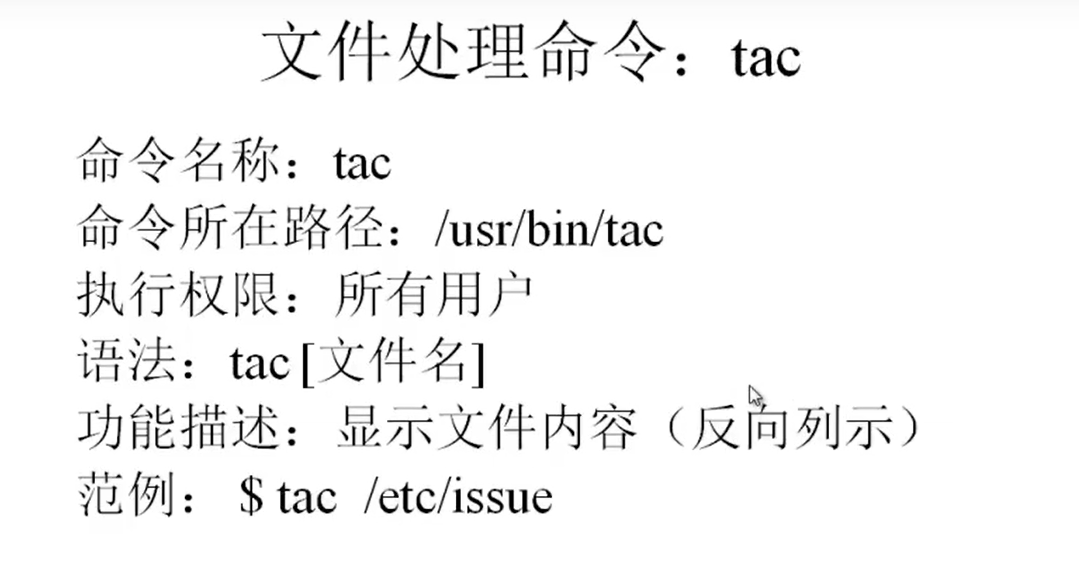 文件处理命令：tac
命令名称：tac
命令所在路径：/usr/bin/tac
执行权限：所有用户
语法：tac [文件名]
功能描述：显示文件内容（反向列示）
范例： $ tac  /etc/issue